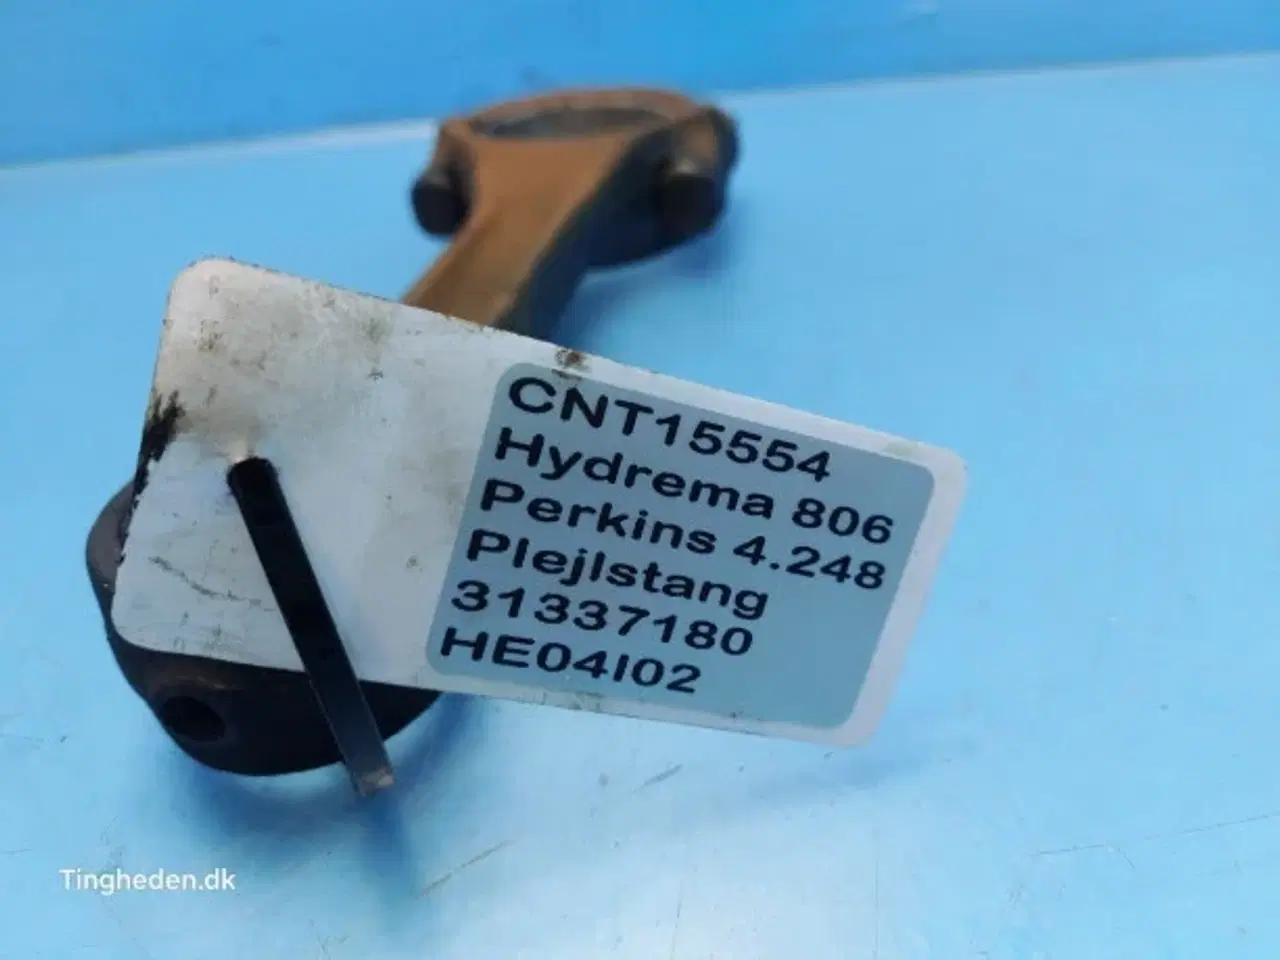 CNT15554
Hydrema 806
Perkins 4.248
Plejlstang
31337180
HE04I02
Tingheden.dk